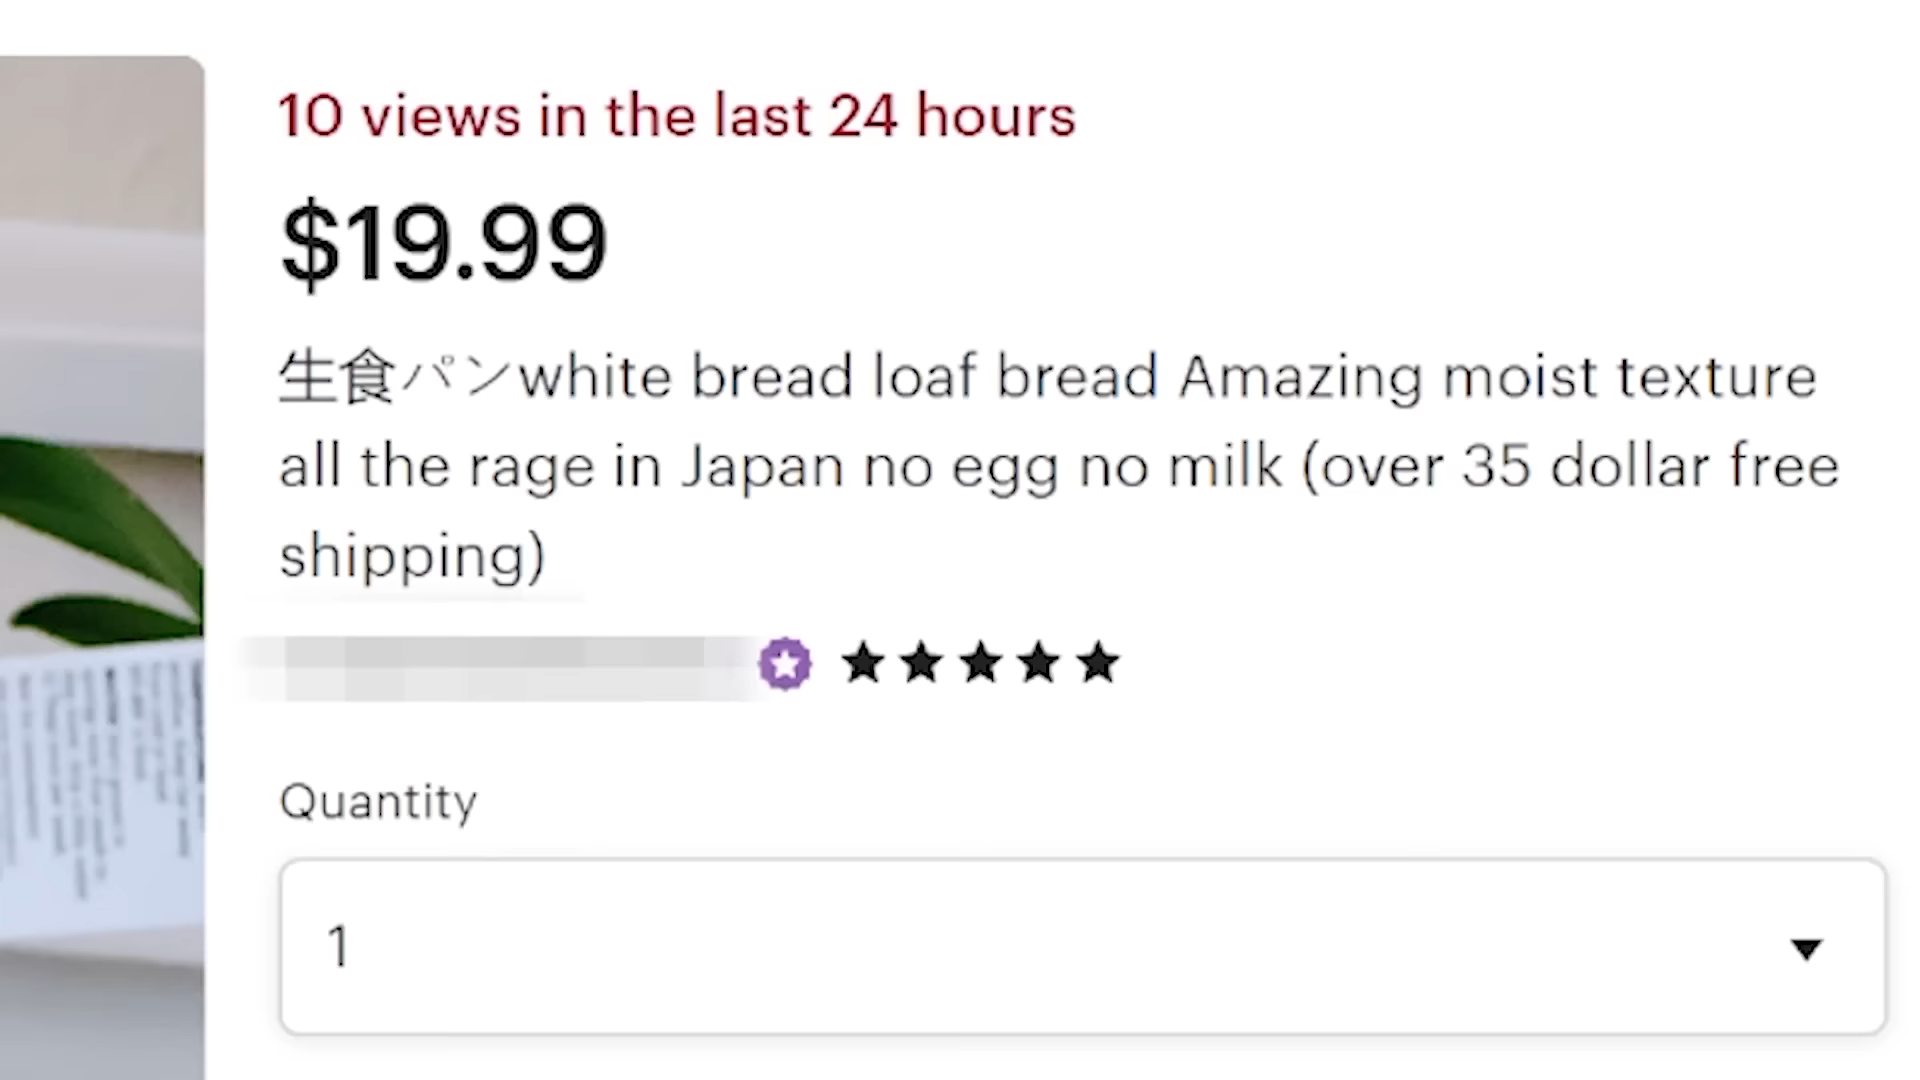 10 views in the last 24 hours
$19.99
生食パンwhite bread loaf bread Amazing moist texture
all the rage in Japan no egg no milk (over 35 dollar free
shipping)
Quantity
1